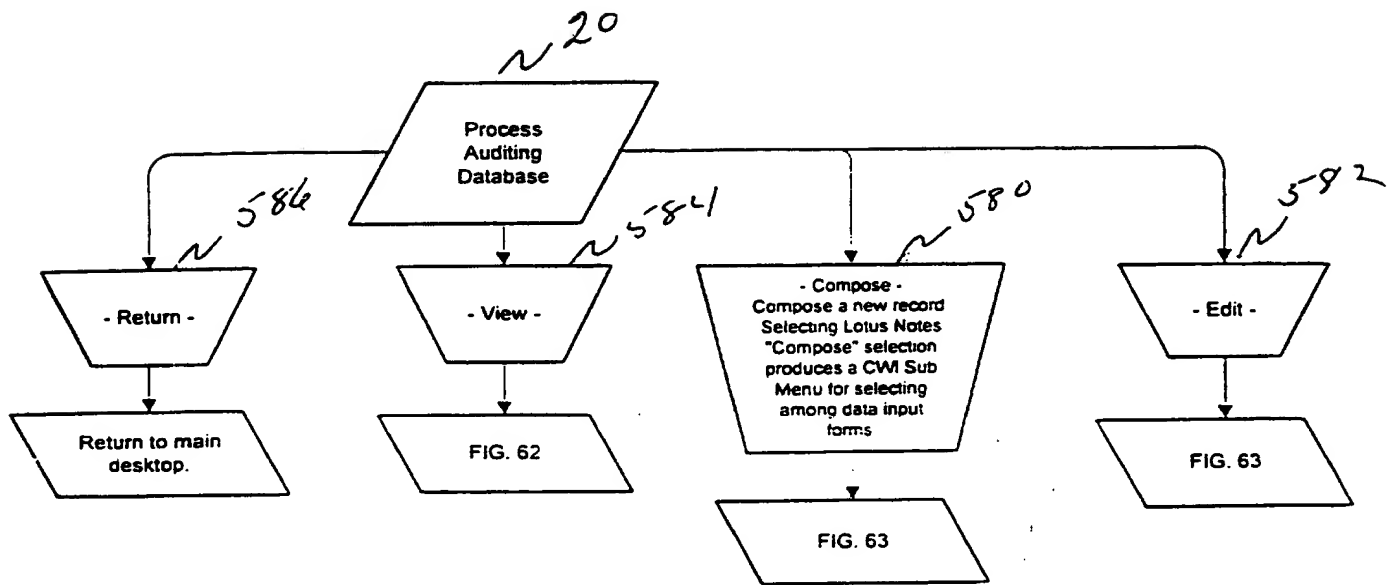 20
Process
Auditing
Database
586
584
580
582
- Return -
- View -
- Compose -
Compose a new record
Selecting Lotus Notes
"Compose" selection
produces a CWI Sub
Menu for selecting
among data input
forms
- Edit -
Return to main
desktop.
FIG. 62
FIG. 63
FIG. 63